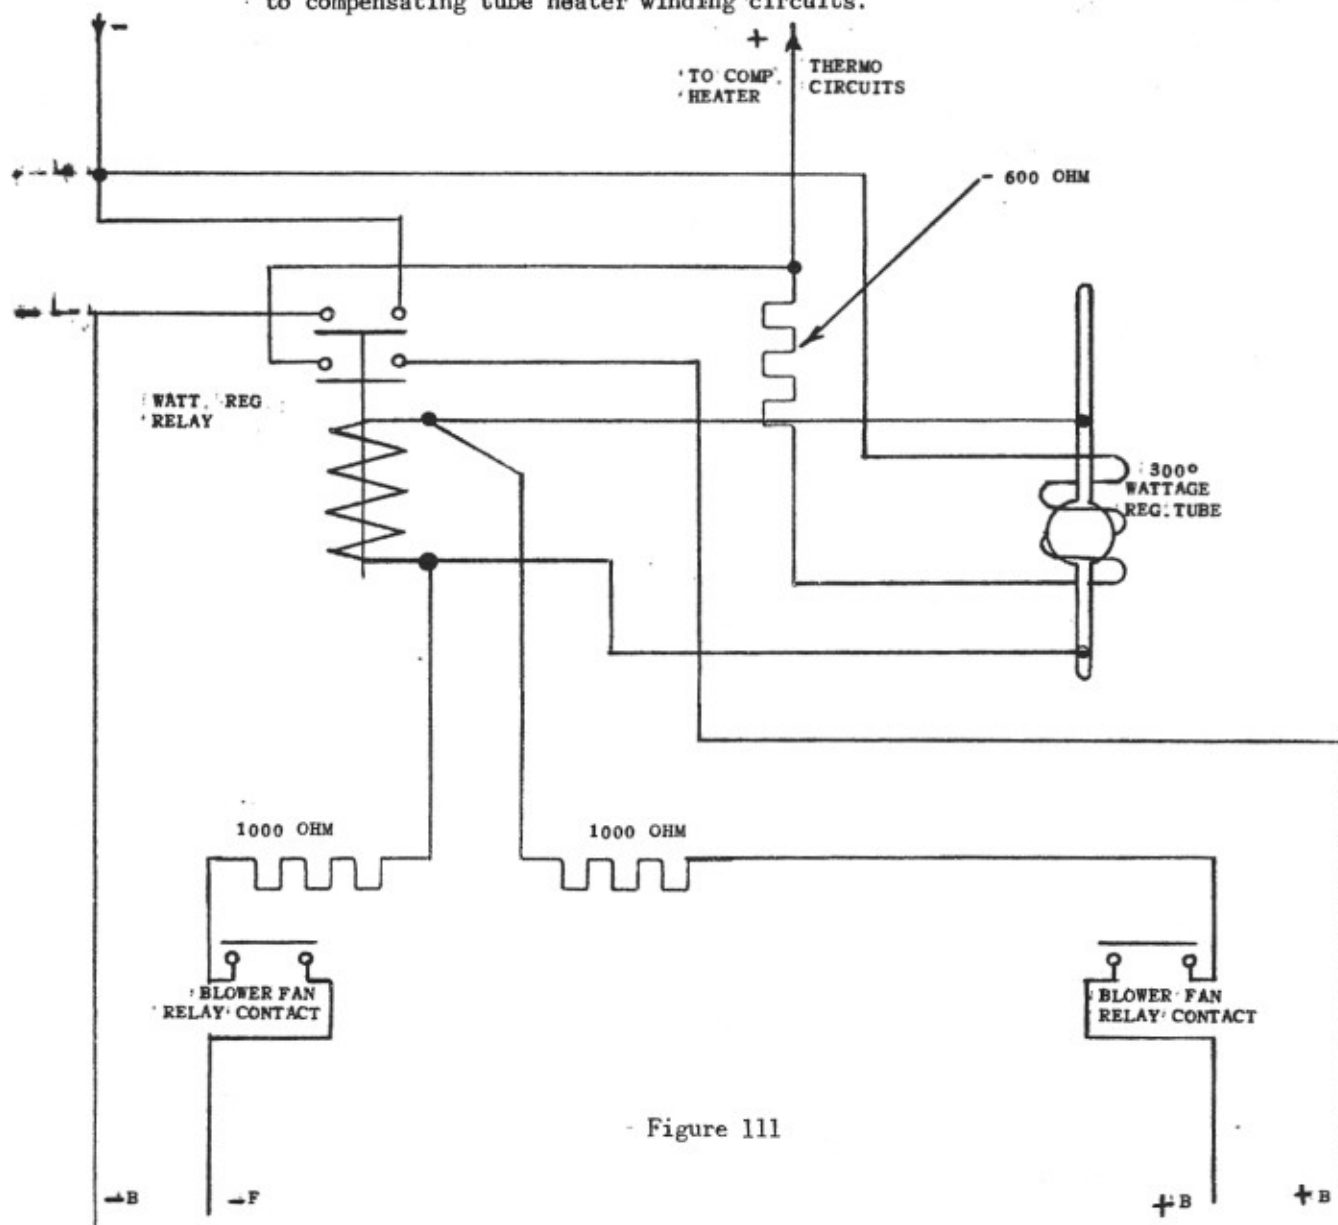 to compensating tube heater winding circuits.
-
+
TO COMP. THERMO
HEATER CIRCUITS
- 600 OHM
L-
WATT. REG
RELAY
300°
WATTAGE
REG. TUBE
1000 OHM
1000 OHM
BLOWER FAN
RELAY CONTACT
BLOWER FAN
RELAY CONTACT
Figure 111
-B
-F
+B
+B